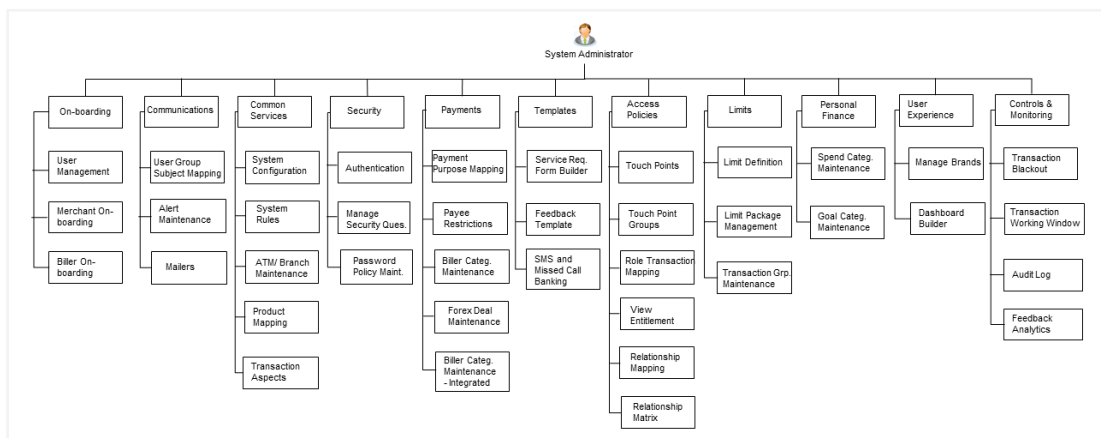 System Administrator
On-boarding
User
Management
Merchant On-
boarding
Biller On-
boarding
Communications
User Group
Subject Mapping
Alert
Maintenance
Mailers
Common
Services
System
Configuration
System
Rules
ATM/ Branch
Maintenance
Product
Mapping
Transaction
Aspects
Security
Authentication
Manage
Security Ques.
Password
Policy Maint.
Payments
Payment
Purpose Mapping
Payee
Restrictions
Biller Categ.
Maintenance
Forex Deal
Maintenance
Biller Categ.
Maintenance
- Integrated
Templates
Service Req.
Form Builder
Feedback
Template
SMS and
Missed Call
Banking
Access
Policies
Touch Points
Touch Point
Groups
Role Transaction
Mapping
View
Entitlement
Relationship
Mapping
Relationship
Matrix
Limits
Limit Definition
Limit Package
Management
Transaction Grp.
Maintenance
Personal
Finance
Spend Categ.
Maintenance
Goal Categ.
Maintenance
User
Experience
Manage Brands
Dashboard
Builder
Controls &
Monitoring
Transaction
Blackout
Transaction
Working Window
Audit Log
Feedback
Analytics